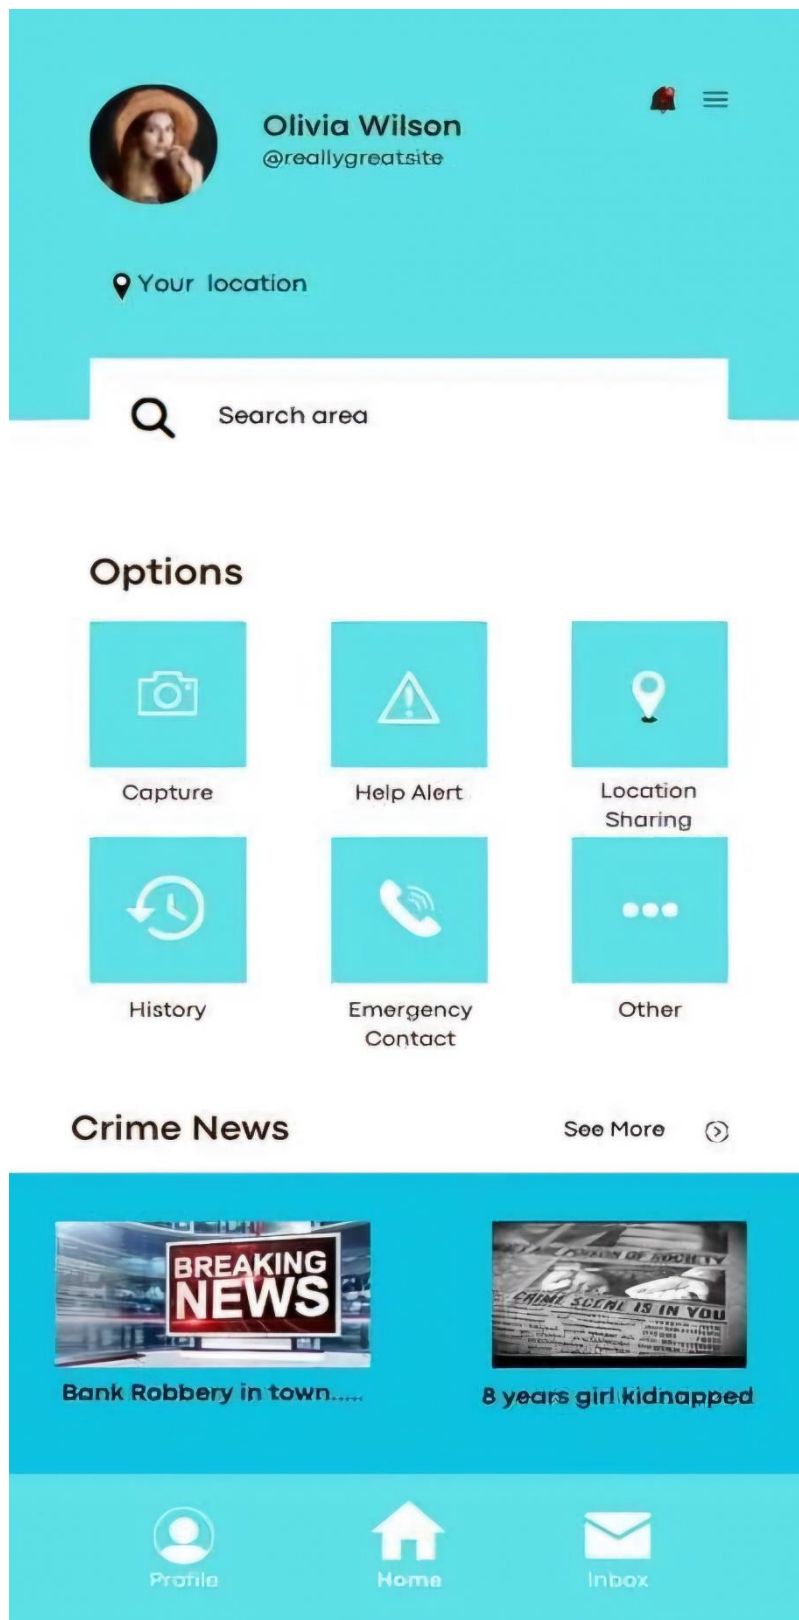 Olivia Wilson
@reallygreatsite
Your location
Search area
Options
Capture
Help Alert
Location
Sharing
History
Emergency
Contact
Other
Crime News
See More
BREAKING
NEWS
OF SOCIETY
CRIME SCENE IS IN YOU
Bank Robbery in town.....
8 years girl kidnapped
Profile
Home
Inbox